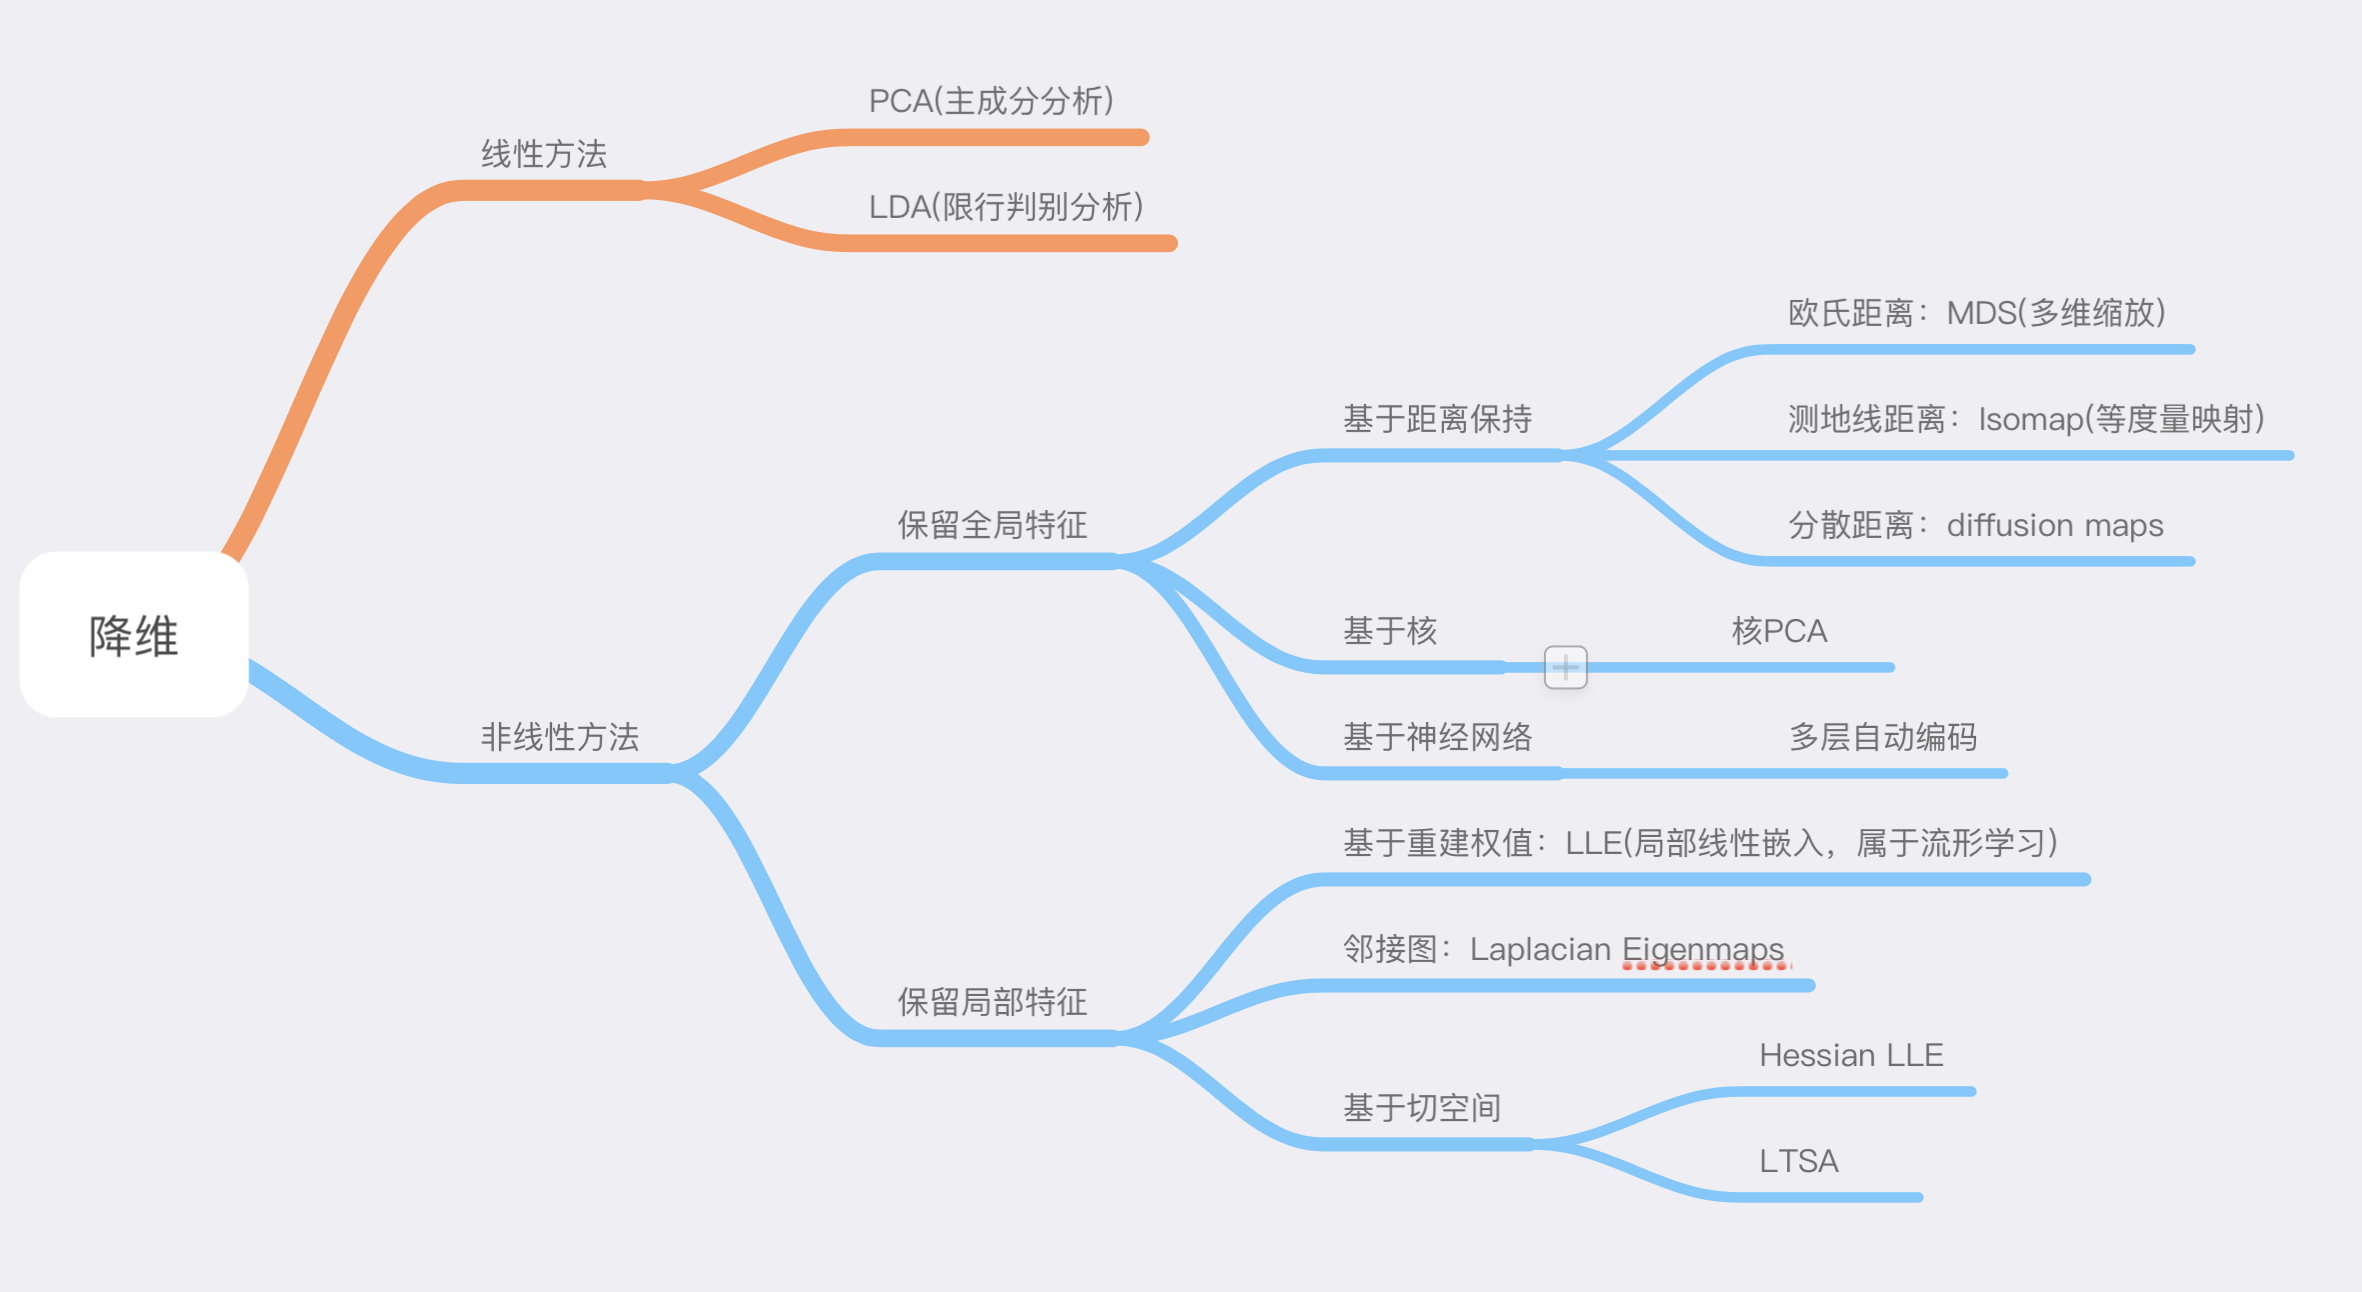 PCA(主成分分析)
线性方法
LDA(限行判别分析)
欧氏距离：MDS(多维缩放)
基于距离保持
测地线距离：Isomap(等度量映射)
保留全局特征
分散距离：diffusion maps
降维
基于核
核PCA
非线性方法
基于神经网络
多层自动编码
基于重建权值：LLE(局部线性嵌入，属于流形学习)
邻接图：Laplacian Eigenmaps
保留局部特征
Hessian LLE
基于切空间
LTSA